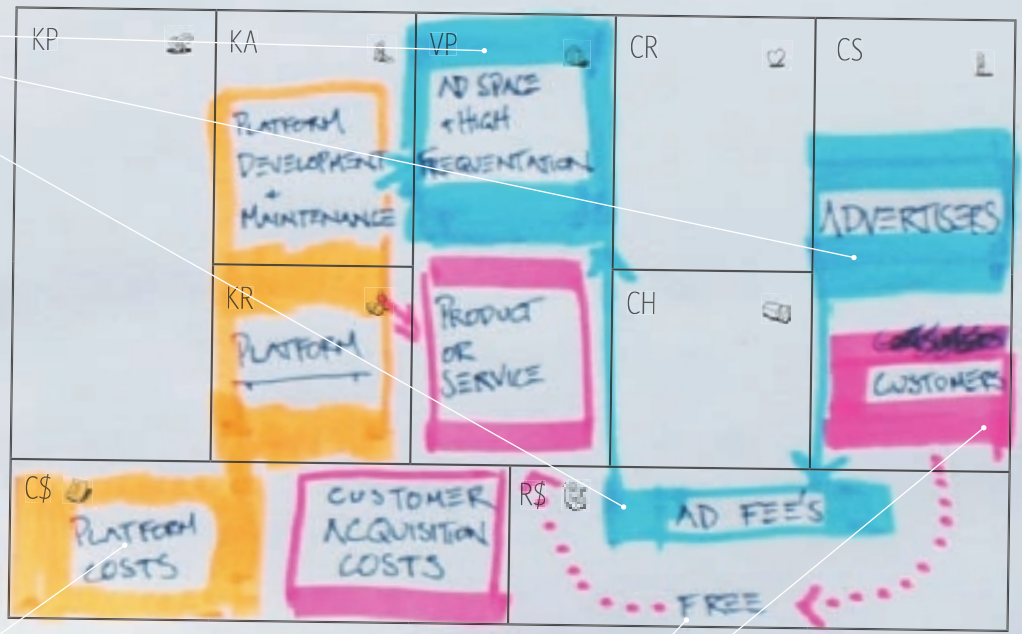 KP
KA
PLATFORM
DEVELOPMENT
+
MAINTENANCE
KR
PLATFORM
VP
AD SPACE
+ HIGH
FREQUENTATION
PRODUCT
OR
SERVICE
CR
CH
CS
ADVERTISERS
CUSTOMERS
C$
PLATFORM
COSTS
CUSTOMER
ACQUISITION
COSTS
R$
AD FEE'S
FREE